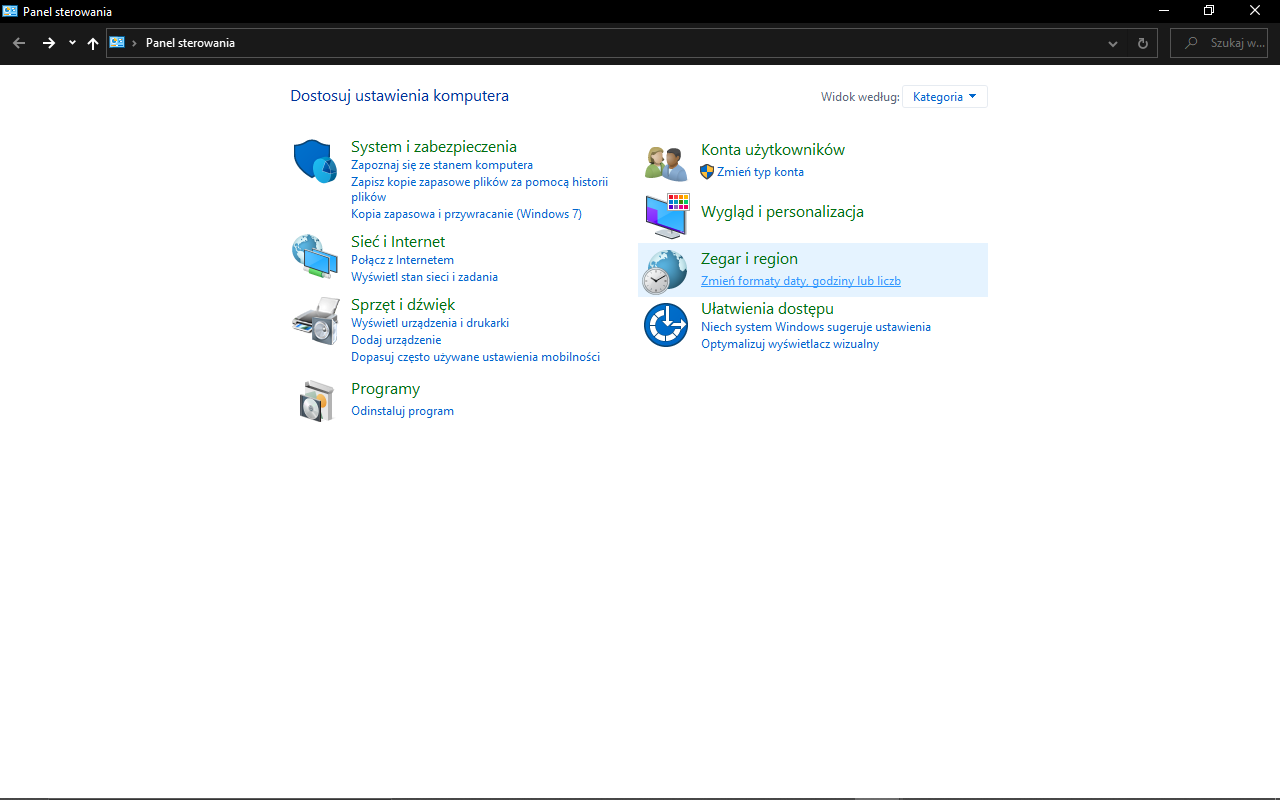 Panel sterowania
Panel sterowania
Szukaj w...
Dostosuj ustawienia komputera
Widok według: Kategoria
System i zabezpieczenia
Zapoznaj się ze stanem komputera
Zapisz kopie zapasowe plików za pomocą historii
plików
Kopia zapasowa i przywracanie (Windows 7)
Sieć i Internet
Połącz z Internetem
Wyświetl stan sieci i zadania
Sprzęt i dźwięk
Wyświetl urządzenia i drukarki
Dodaj urządzenie
Dopasuj często używane ustawienia mobilności
Programy
Odinstaluj program
Konta użytkowników
Zmień typ konta
Wygląd i personalizacja
Zegar i region
Zmień formaty daty, godziny lub liczb
Ułatwienia dostępu
Niech system Windows sugeruje ustawienia
Optymalizuj wyświetlacz wizualny